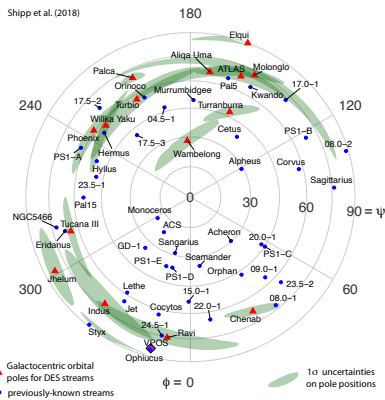 Shipp et al. (2018)
180
Elqui
Aliqa Uma
ATLAS
Molonglo
Palca
Pal5
17.0−1
Orinoco
Murrumbidgee
Kwando
240
17.5−2
Turbio
Turranburra
120
04.5−1
Willka Yaku
Cetus
PS1−B
Phoenix
17.5−3
08.0−2
PS1−A
Hermus
Wambelong
Hyllus
Alpheus
Corvus
23.5−1
Sagittarius
Pal15
0
30
60
90 = ψ
NGC5466
Monoceros
Tucana III
ACS
Acheron
Eridanus
GD−1
Sangarius
20.0−1
PS1−C
PS1−E
Scamander
Jhelum
PS1−D
Orphan
09.0−1
300
Lethe
15.0−1
23.5−2
60
Indus
Jet
22.0−1
08.0−1
Cocytos
Chenab
Styx
24.5−1
Ravi
VPOS
Ophiucus
Galactocentric orbital
poles for DES streams
previously-known streams
ϕ = 0
1σ uncertainties
on pole positions